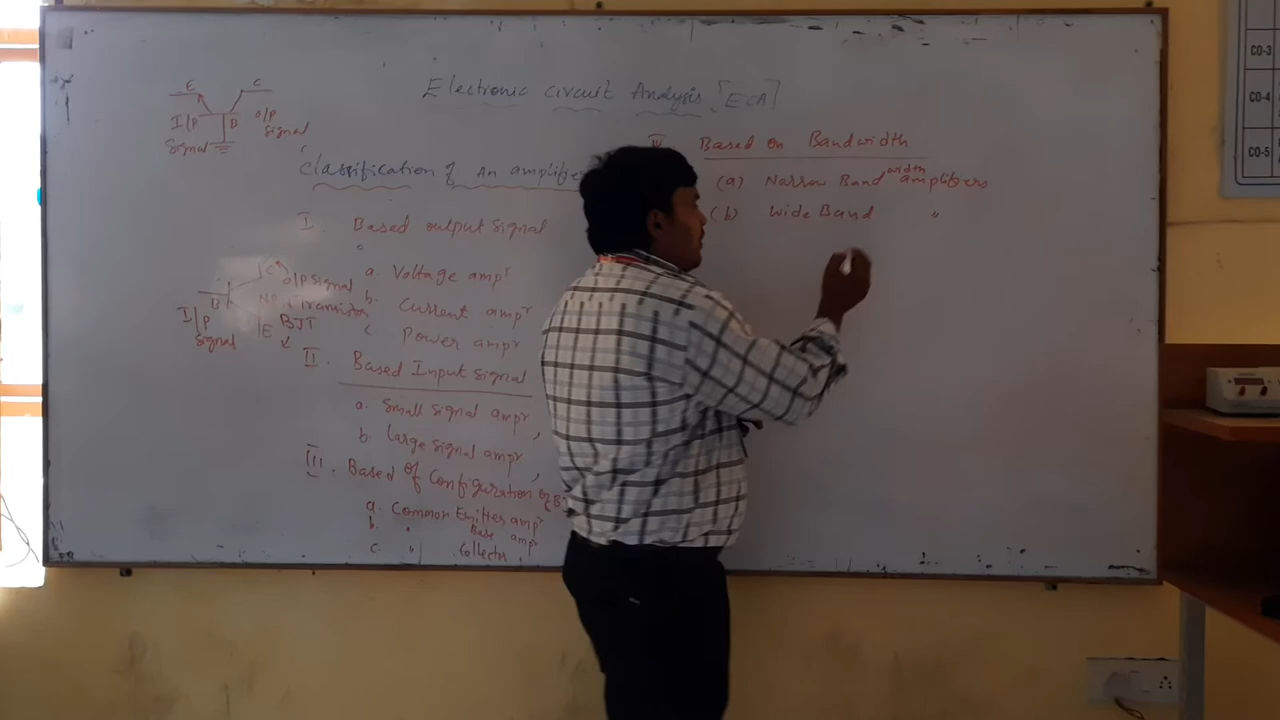 Electronic Circuit Analysis [ECA]
E C
I/P B o/p
Signal Signal
Classification of An amplifier
I. Based output signal
a. Voltage ampr
b. Current ampr
c. Power ampr
II. Based Input Signal
a. Small signal ampr
b. Large signal ampr
III. Based of Configuration of B
a. Common Emitter ampr
b. " Base ampr
c. " Collector "
C o/p signal
B Transistor
I/P E BJT
Signal
Based on Bandwidth
(a) Narrow Band width amplifiers
(b) Wide Band "
CO-3
CO-4
CO-5